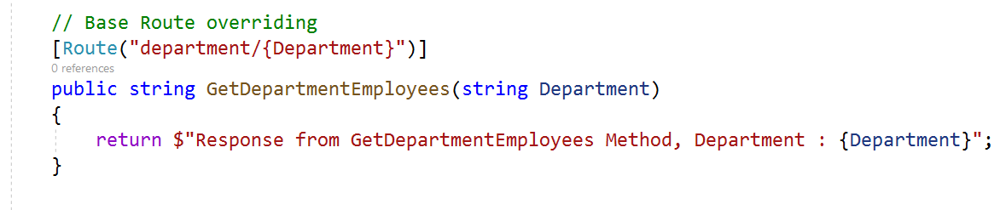 // Base Route overriding
[Route("department/{Department}")]
0 references
public string GetDepartmentEmployees(string Department)
{
    return $"Response from GetDepartmentEmployees Method, Department : {Department}";
}